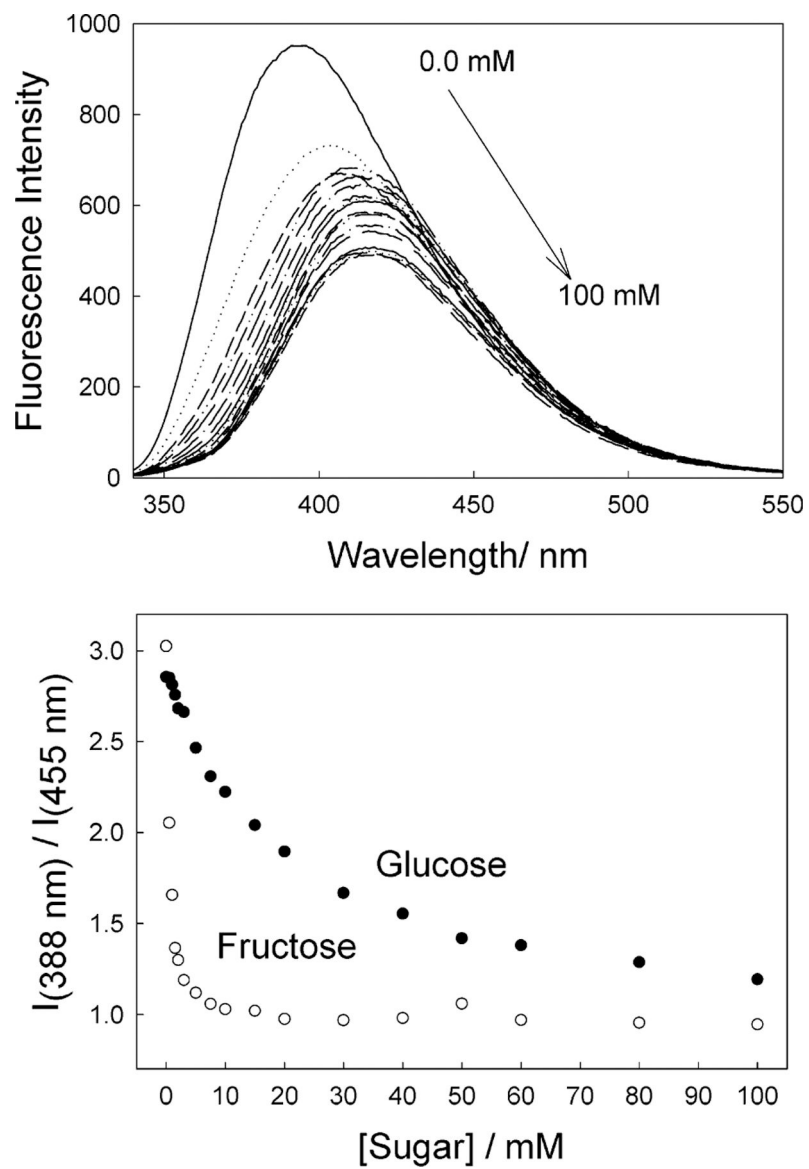 1000
800
600
400
200
0
Fluorescence Intensity
0.0 mM
100 mM
350 400 450 500 550
Wavelength/ nm
3.0
2.5
2.0
1.5
1.0
I(388 nm) / I(455 nm)
Glucose
Fructose
0 10 20 30 40 50 60 70 80 90 100
[Sugar] / mM